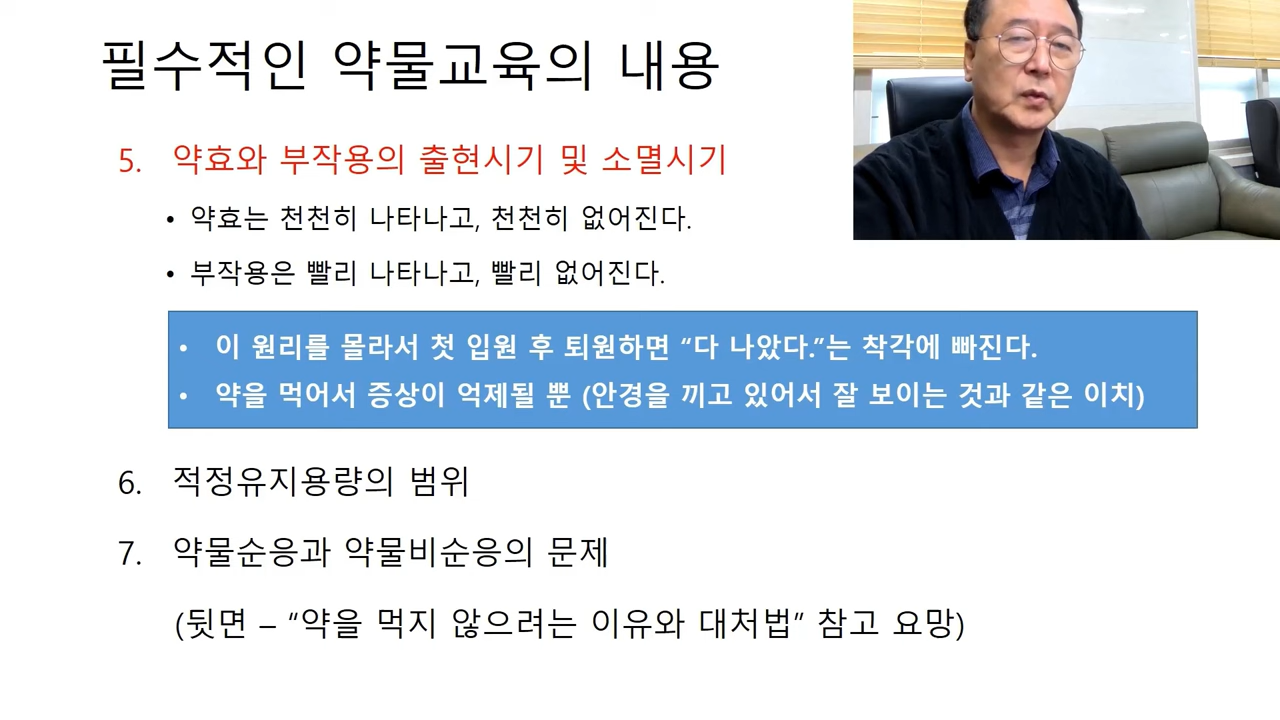 필수적인 약물교육의 내용
5. 약효와 부작용의 출현시기 및 소멸시기
• 약효는 천천히 나타나고, 천천히 없어진다.
• 부작용은 빨리 나타나고, 빨리 없어진다.
• 이 원리를 몰라서 첫 입원 후 퇴원하면 “다 나았다.”는 착각에 빠진다.
• 약을 먹어서 증상이 억제될 뿐 (안경을 끼고 있어서 잘 보이는 것과 같은 이치)
6. 적정유지용량의 범위
7. 약물순응과 약물비순응의 문제
(뒷면 – “약을 먹지 않으려는 이유와 대처법” 참고 요망)